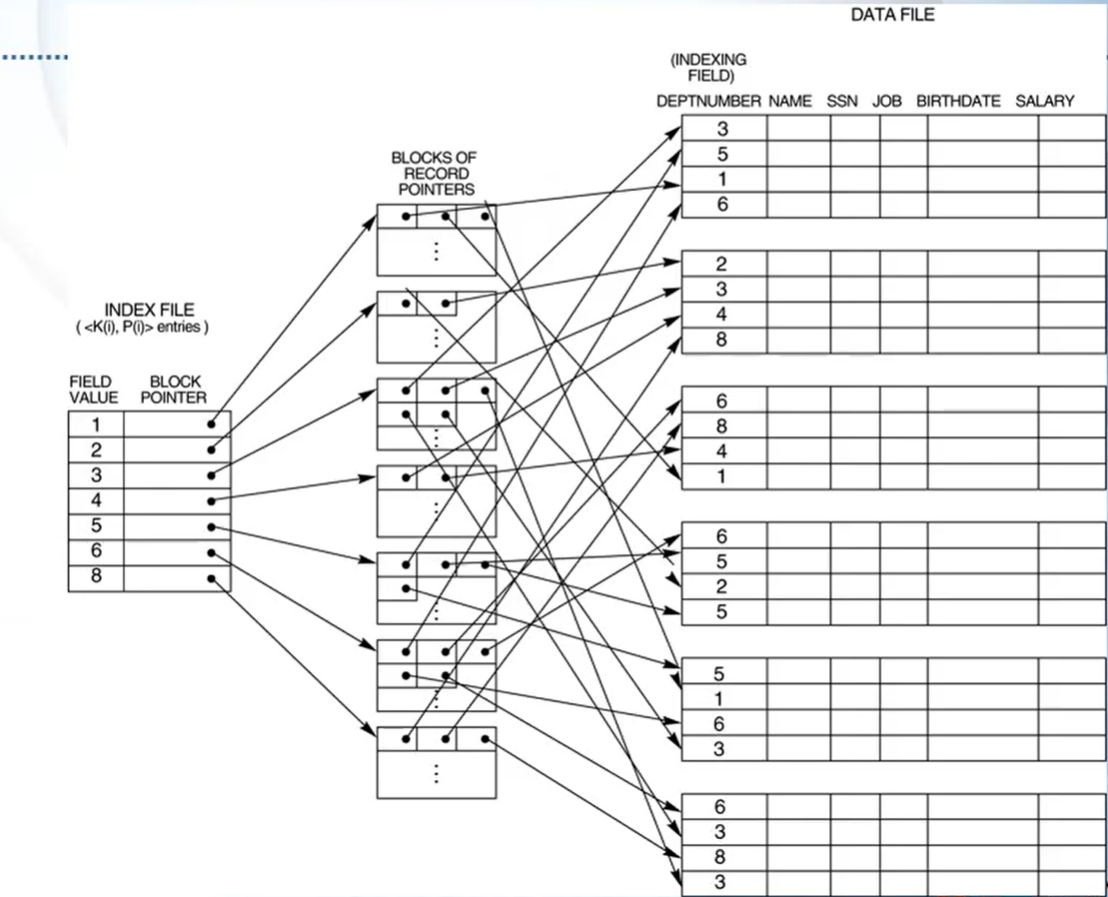 DATA FILE
(INDEXING
FIELD)
DEPTNUMBER NAME SSN JOB BIRTHDATE SALARY
3
5
1
6
2
3
4
8
6
8
4
1
6
5
2
5
5
1
6
3
6
3
8
3
BLOCKS OF
RECORD
POINTERS
INDEX FILE
( <K(i), P(i)> entries )
FIELD BLOCK
VALUE POINTER
1
2
3
4
5
6
8